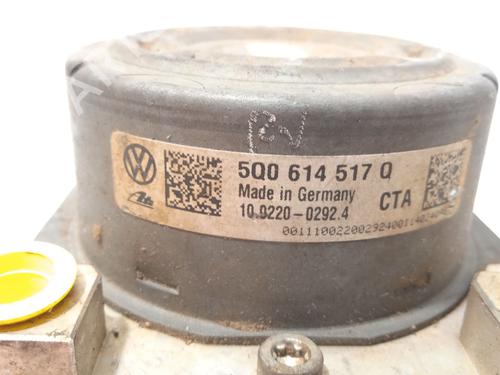 5Q0 614 517 Q
Made in Germany
10.0220-0292.4 CTA